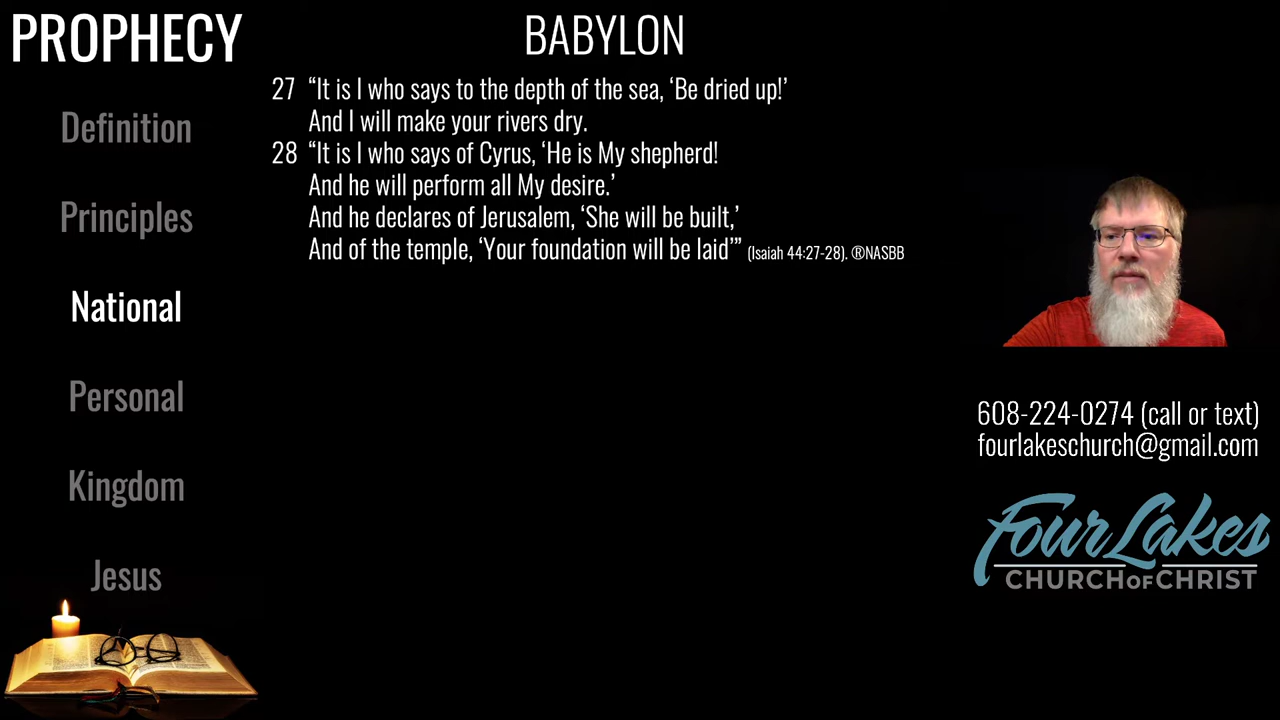 PROPHECY
BABYLON
27 “It is I who says to the depth of the sea, ‘Be dried up!’
And I will make your rivers dry.
28 “It is I who says of Cyrus, ‘He is My shepherd!
And he will perform all My desire.’
And he declares of Jerusalem, ‘She will be built,’
And of the temple, ‘Your foundation will be laid’” (Isaiah 44:27-28). ®NASBB
Definition
Principles
National
Personal
Kingdom
Jesus
608-224-0274 (call or text)
fourlakeschurch@gmail.com
Four Lakes
CHURCH OF CHRIST